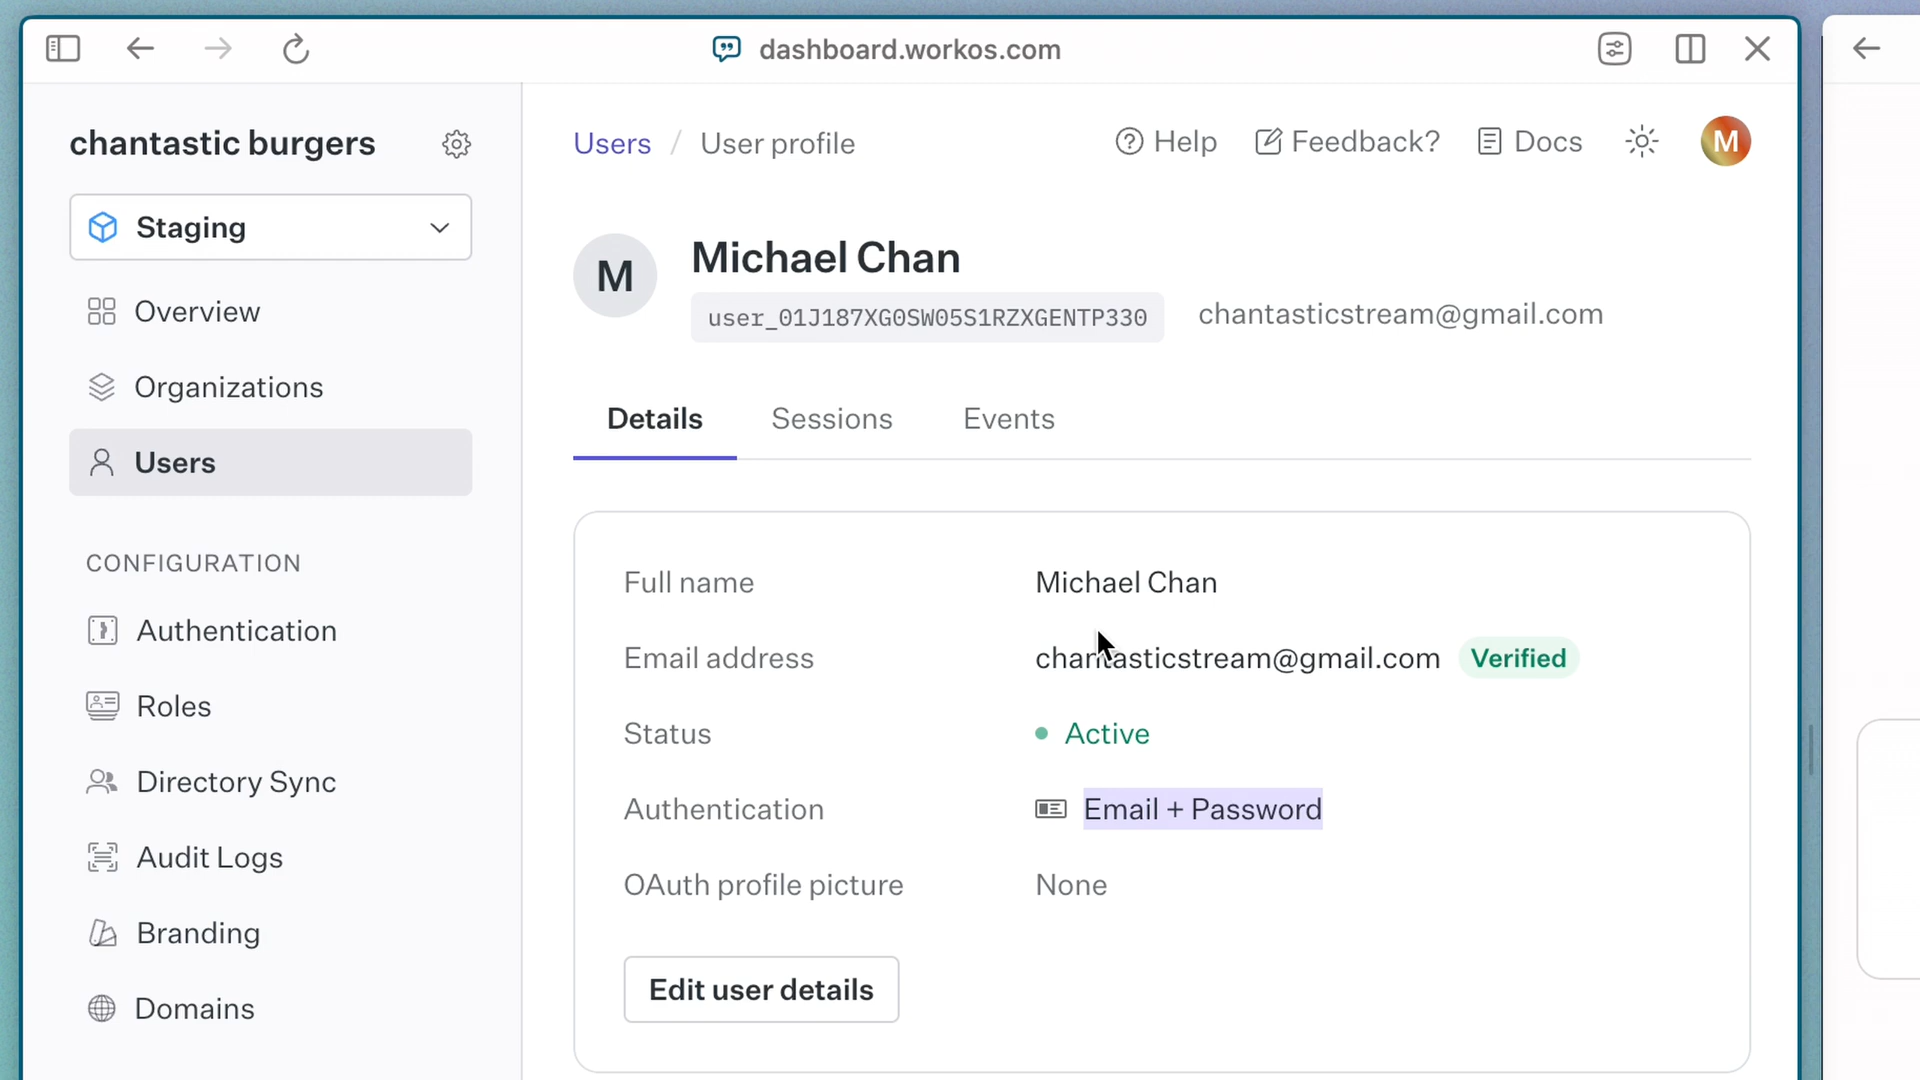 dashboard.workos.com
chantastic burgers
Staging
Overview
Organizations
Users
CONFIGURATION
Authentication
Roles
Directory Sync
Audit Logs
Branding
Domains
Users / User profile
Help
Feedback?
Docs
M
M
Michael Chan
user_01J187XG0SW05S1RZXGENTP330
chantasticstream@gmail.com
Details
Sessions
Events
Full name
Michael Chan
Email address
chantasticstream@gmail.com
Verified
Status
Active
Authentication
Email + Password
OAuth profile picture
None
Edit user details